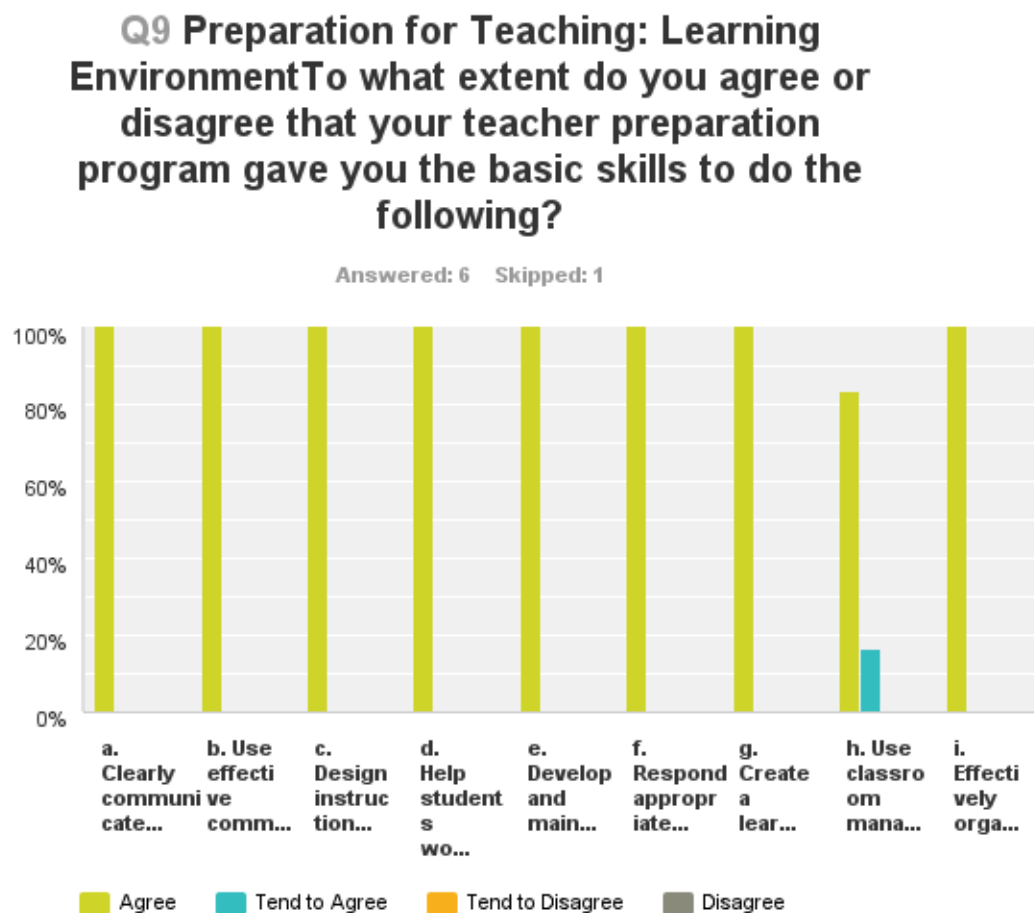 Q9 Preparation for Teaching: Learning
EnvironmentTo what extent do you agree or
disagree that your teacher preparation
program gave you the basic skills to do the
following?
Answered: 6 Skipped: 1
100%
80%
60%
40%
20%
0%
a.
Clearly
communi
cate...
b. Use
effecti
ve
comm...
c.
Design
instruc
tion...
d.
Help
student
s
wo...
e.
Develop
and
main...
f.
Respond
appropr
iate...
g.
Create
a
lear...
h. Use
classro
om
mana...
i.
Effecti
vely
orga...
Agree Tend to Agree Tend to Disagree Disagree